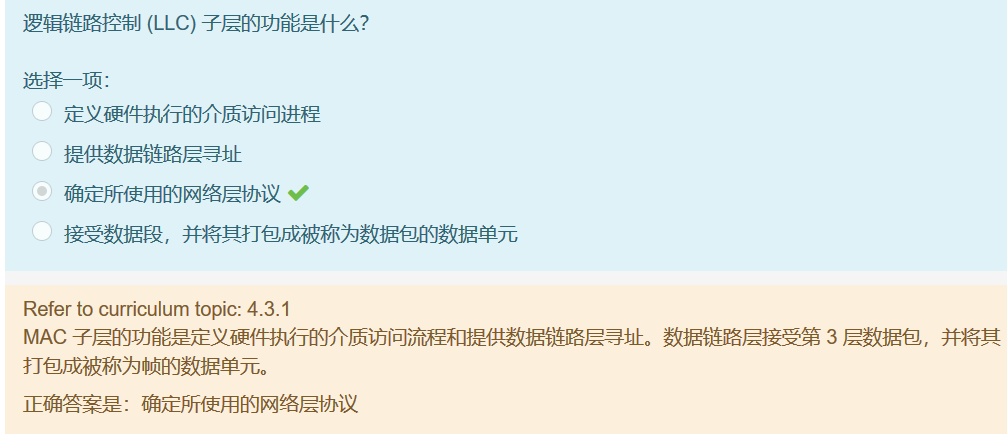 逻辑链路控制 (LLC) 子层的功能是什么？
选择一项：
定义硬件执行的介质访问进程
提供数据链路层寻址
确定所使用的网络层协议
接受数据段，并将其打包成被称为数据包的数据单元
Refer to curriculum topic: 4.3.1
MAC 子层的功能是定义硬件执行的介质访问流程和提供数据链路层寻址。数据链路层接受第 3 层数据包，并将其
打包成被称为帧的数据单元。
正确答案是：确定所使用的网络层协议